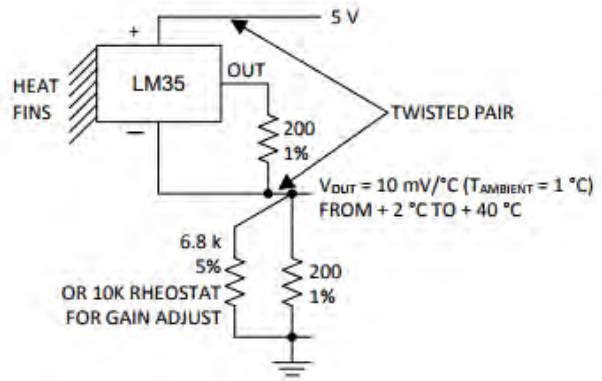 5 V
+
HEAT
FINS
LM35
OUT
TWISTED PAIR
−
200
1%
VOUT = 10 mV/°C (TAMBIENT = 1 °C)
FROM + 2 °C TO + 40 °C
6.8 k
5%
OR 10K RHEOSTAT
FOR GAIN ADJUST
200
1%